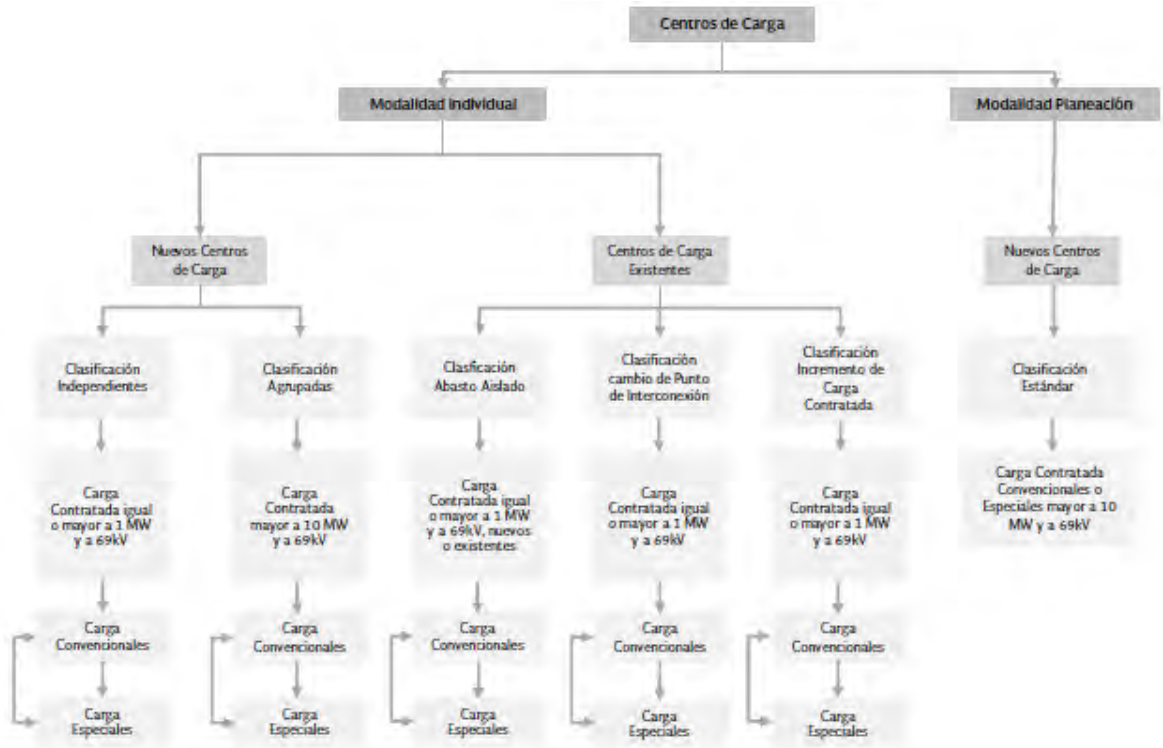 Centros de Carga
Modalidad Individual
Modalidad Planeación
Nuevos Centros
de Carga
Centros de Carga
Existentes
Nuevos Centros
de Carga
Clasificación
Independientes
Clasificación
Agrupadas
Clasficación
Abasto Aislado
Clasificación
cambio de Punto
de Interconexión
Clasificación
Incremento de
Carga
Contratada
Clasificación
Estándar
Carga
Contratada igual
o mayor a 1 MW
y a 69kV
Carga
Contratada
mayor a 10 MW
y a 69kV
Carga
Contratada igual
o mayor a 1 MW
y a 69kV, nuevos
o existentes
Carga
Contratada igual
o mayor a 1 MW
y a 69kV
Carga
Contratada igual
o mayor a 1 MW
y a 69kV
Carga Contratada
Convencionales o
Especiales mayor a 10
MW y a 69kV
Carga
Convencionales
Carga
Convencionales
Carga
Convencionales
Carga
Convencionales
Carga
Convencionales
Carga
Especiales
Carga
Especiales
Carga
Especiales
Carga
Especiales
Carga
Especiales